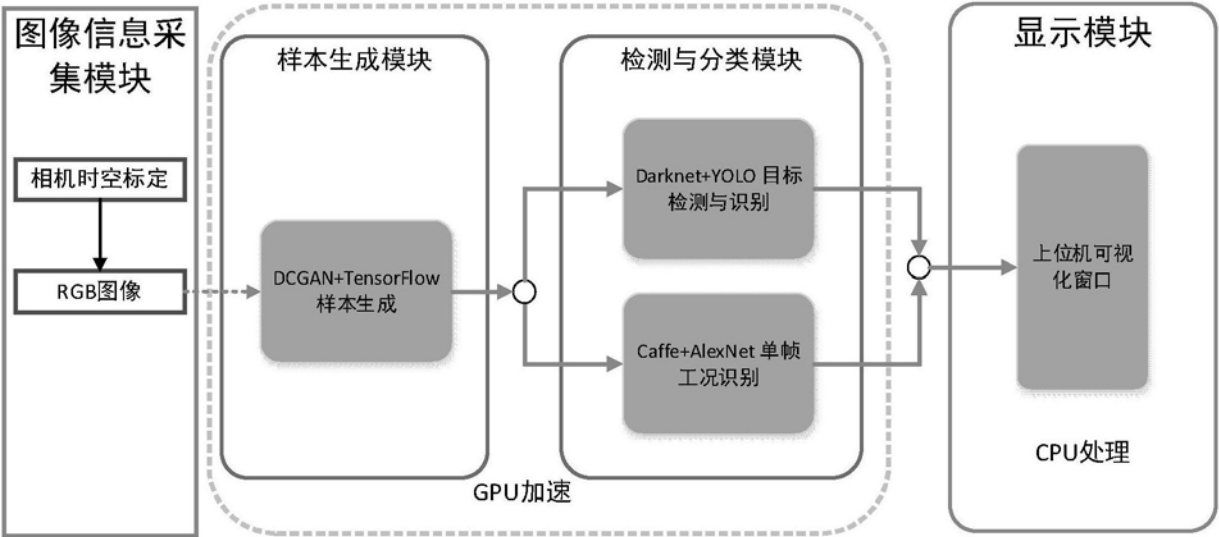 图像信息采
集模块
相机时空标定
RGB图像
样本生成模块
DCGAN+TensorFlow
样本生成
检测与分类模块
Darknet+YOLO 目标
检测与识别
Caffe+AlexNet 单帧
工况识别
GPU加速
显示模块
上位机可视
化窗口
CPU处理